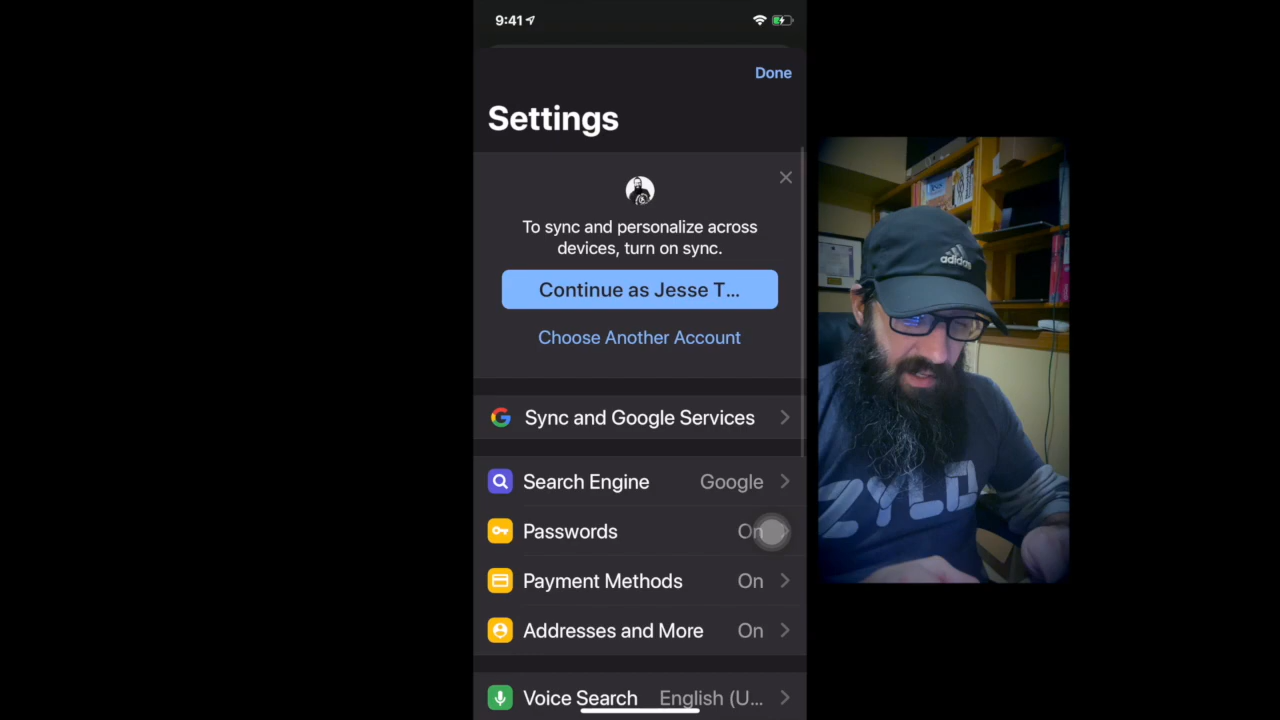 9:41
Done
Settings
To sync and personalize across
devices, turn on sync.
Continue as Jesse T...
Choose Another Account
Sync and Google Services
Search Engine Google
Passwords On
Payment Methods On
Addresses and More On
Voice Search English (U...
adidas
ZYLO